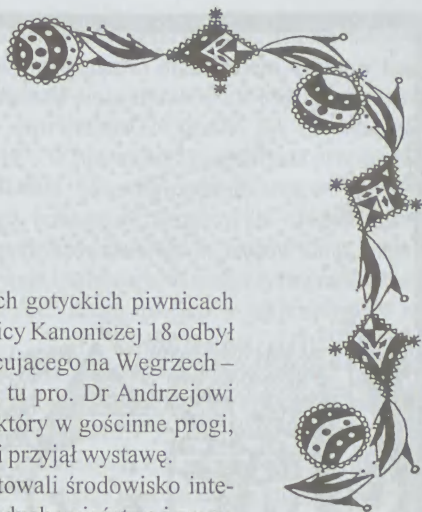 ch gotyckich piwnicach
icy Kanoniczej 18 odbył
cującego na Węgrzech –
tu pro. Dr Andrzejowi
który w gościnne progi,
i przyjął wystawę.
towali środowisko inte-